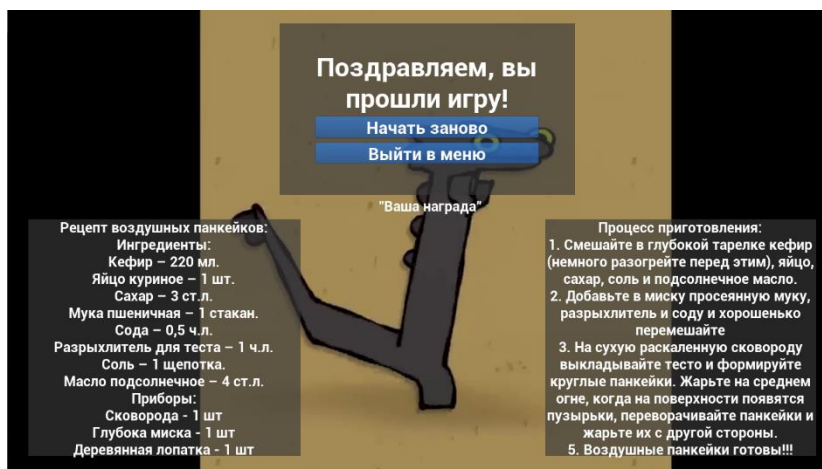 Поздравляем, вы
прошли игру!
Начать заново
Выйти в меню
"Ваша награда"
Рецепт воздушных панкейков:
Ингредиенты:
Кефир – 220 мл.
Яйцо куриное – 1 шт.
Сахар – 3 ст.л.
Мука пшеничная – 1 стакан.
Сода – 0,5 ч.л.
Разрыхлитель для теста – 1 ч.л.
Соль – 1 щепотка.
Масло подсолнечное – 4 ст.л.
Приборы:
Сковорода - 1 шт
Глубока миска - 1 шт
Деревянная лопатка - 1 шт
Процесс приготовления:
1. Смешайте в глубокой тарелке кефир
(немного разогрейте перед этим), яйцо,
сахар, соль и подсолнечное масло.
2. Добавьте в миску просеянную муку,
разрыхлитель и соду и хорошенько
перемешайте
3. На сухую раскаленную сковороду
выкладывайте тесто и формируйте
круглые панкейки. Жарьте на среднем
огне, когда на поверхности появятся
пузырьки, переворачивайте панкейки и
жарьте их с другой стороны.
5. Воздушные панкейки готовы!!!